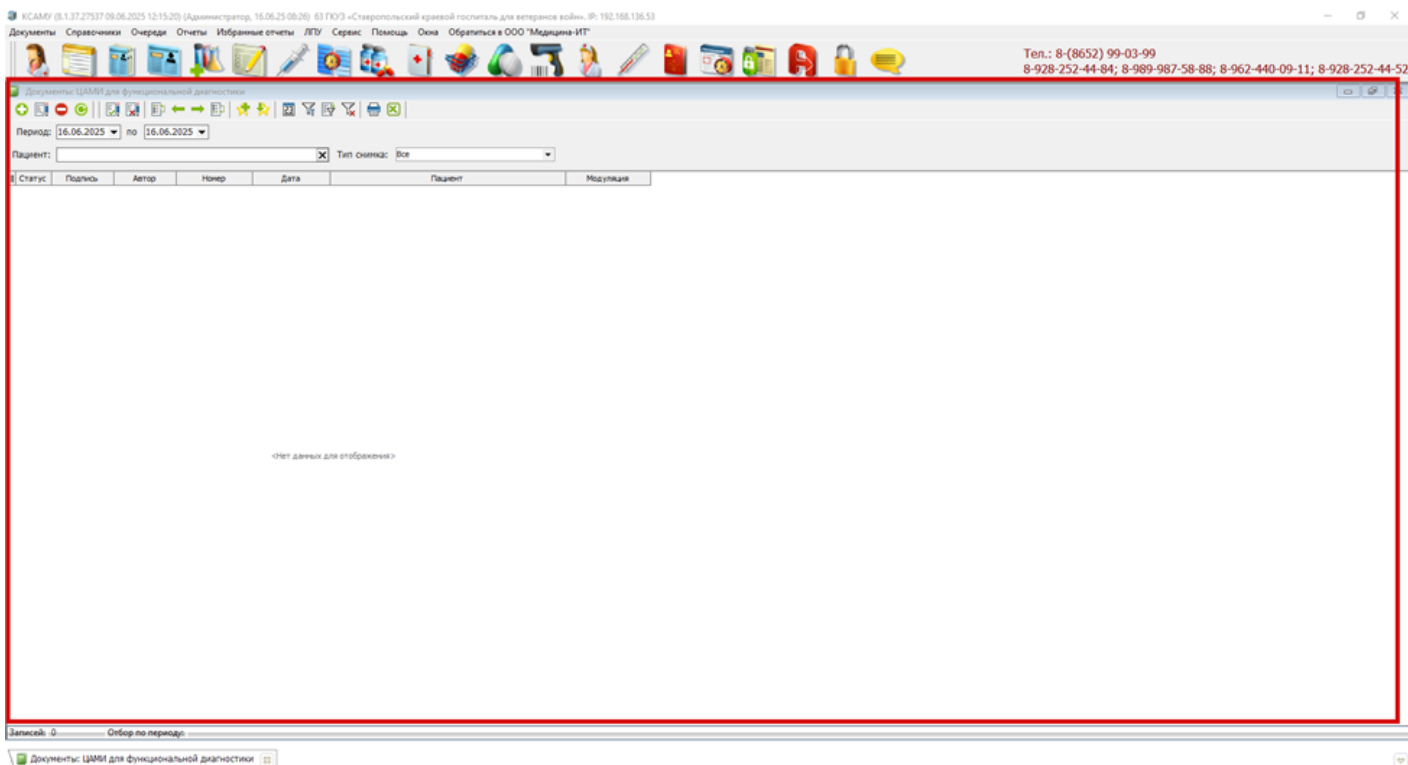 КСАМУ (8.1.37.27537 09.06.2025 12:15:20) (Администратор, 16.06.25 08:26) 63 ГКУЗ «Ставропольский краевой госпиталь для ветеранов войн». IP: 192.168.136.53
Документы Справочники Очереди Отчеты Избранные отчеты ЛПУ Сервис Помощь Окна Обратиться в ООО "Медицина-ИТ"
Тел.: 8-(8652) 99-03-99
8-928-252-44-84; 8-989-987-58-88; 8-962-440-09-11; 8-928-252-44-52
Документы: ЦАМИ для функциональной диагностики
Период: 16.06.2025 по 16.06.2025
Пациент: Тип снимка: Все
Статус Подпись Автор Номер Дата Пациент Модуляция
<Нет данных для отображения>
Записей: 0 Отбор по периоду:
Документы: ЦАМИ для функциональной диагностики